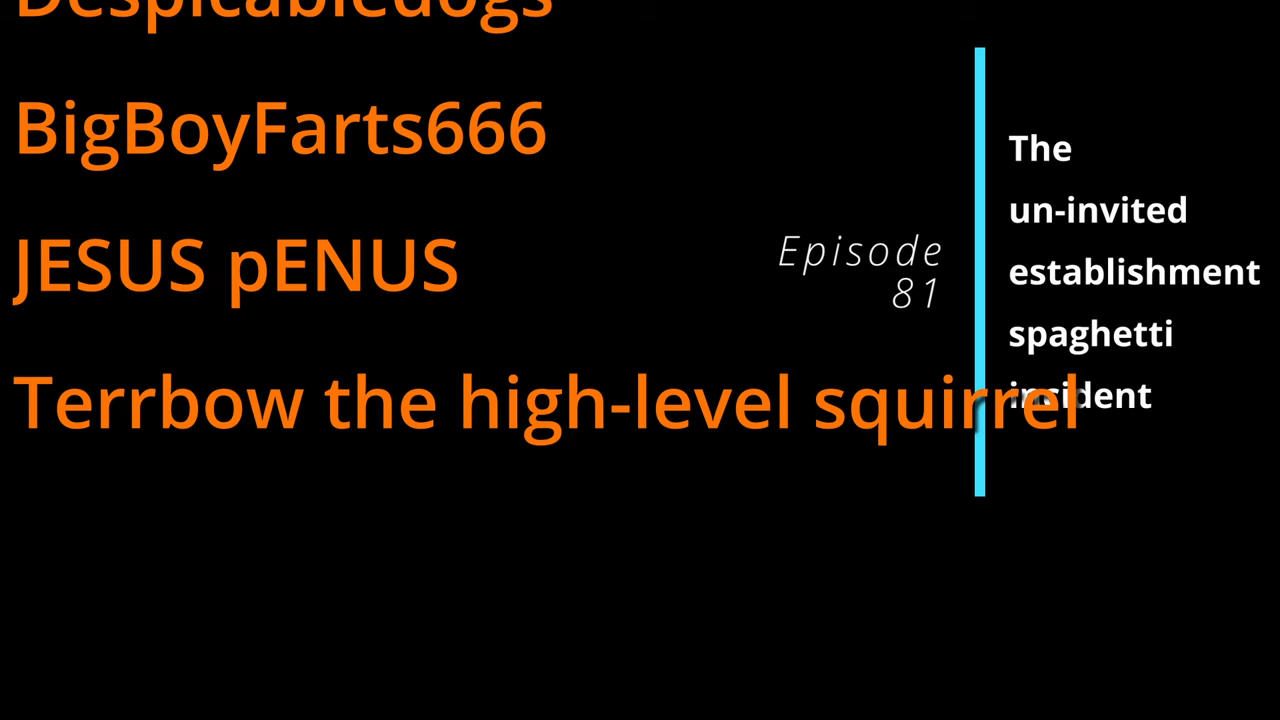 Despicabledogs
BigBoyFarts666
JESUS pENUS
Terrbow the high-level squirrel
Episode
81
The
un-invited
establishment
spaghetti
incident